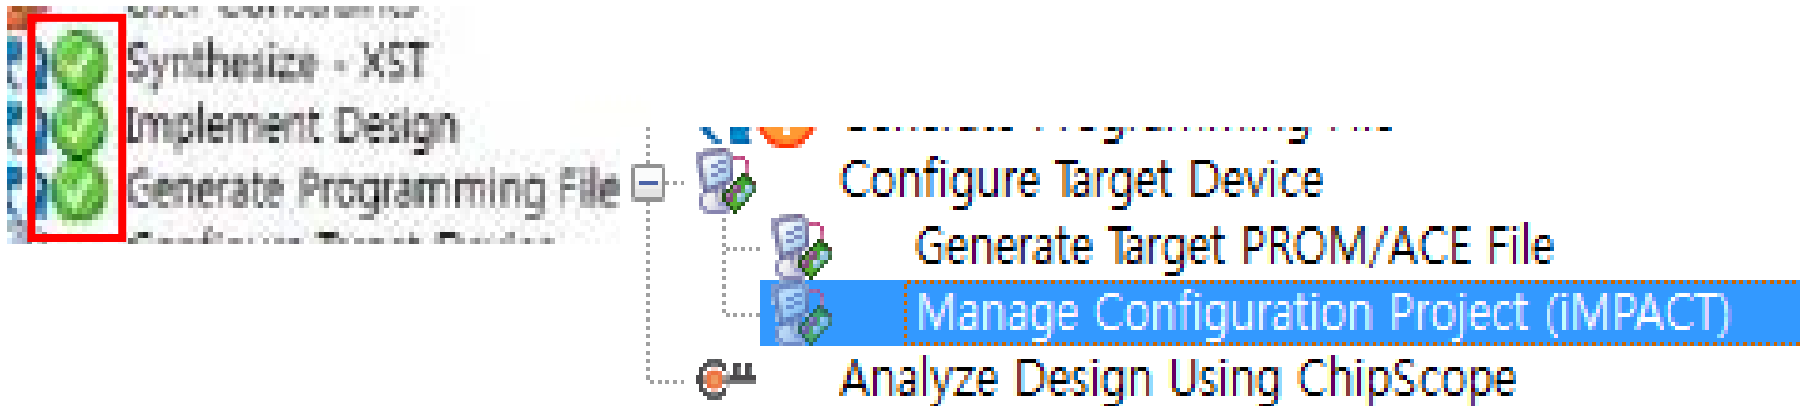 Synthesize - XST
Implement Design
Generate Programming File
Configure Target Device
Generate Target PROM/ACE File
Manage Configuration Project (iMPACT)
Analyze Design Using ChipScope